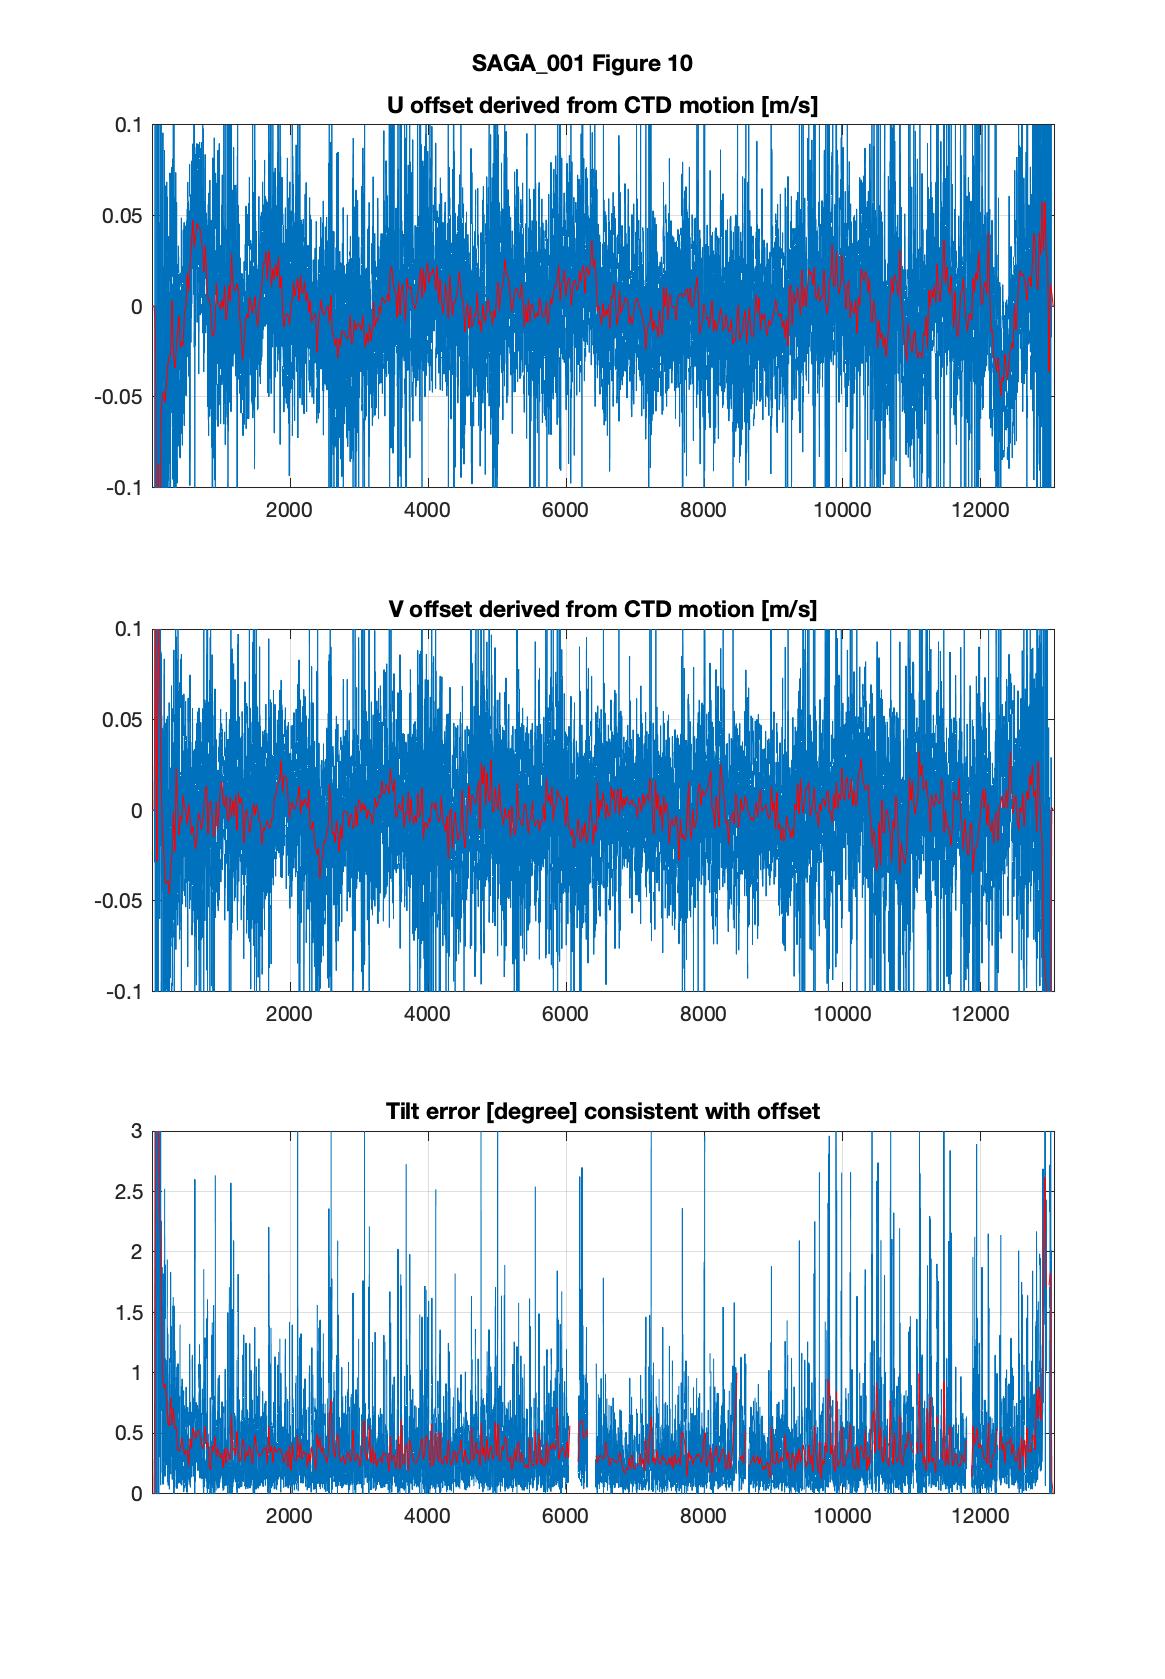 SAGA_001 Figure 10
U offset derived from CTD motion [m/s]
0.1
0.05
0
-0.05
-0.1
2000 4000 6000 8000 10000 12000
V offset derived from CTD motion [m/s]
0.1
0.05
0
-0.05
-0.1
2000 4000 6000 8000 10000 12000
Tilt error [degree] consistent with offset
3
2.5
2
1.5
1
0.5
0
2000 4000 6000 8000 10000 12000